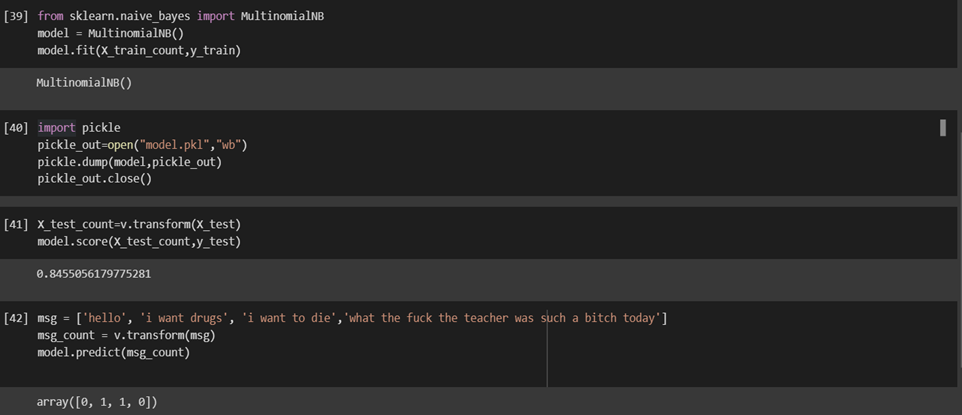 [39] from sklearn.naive_bayes import MultinomialNB
model = MultinomialNB()
model.fit(X_train_count,y_train)
MultinomialNB()
[40] import pickle
pickle_out=open("model.pkl","wb")
pickle.dump(model,pickle_out)
pickle_out.close()
[41] X_test_count=v.transform(X_test)
model.score(X_test_count,y_test)
0.8455056179775281
[42] msg = ['hello', 'i want drugs', 'i want to die','what the fuck the teacher was such a bitch today']
msg_count = v.transform(msg)
model.predict(msg_count)
array([0, 1, 1, 0])